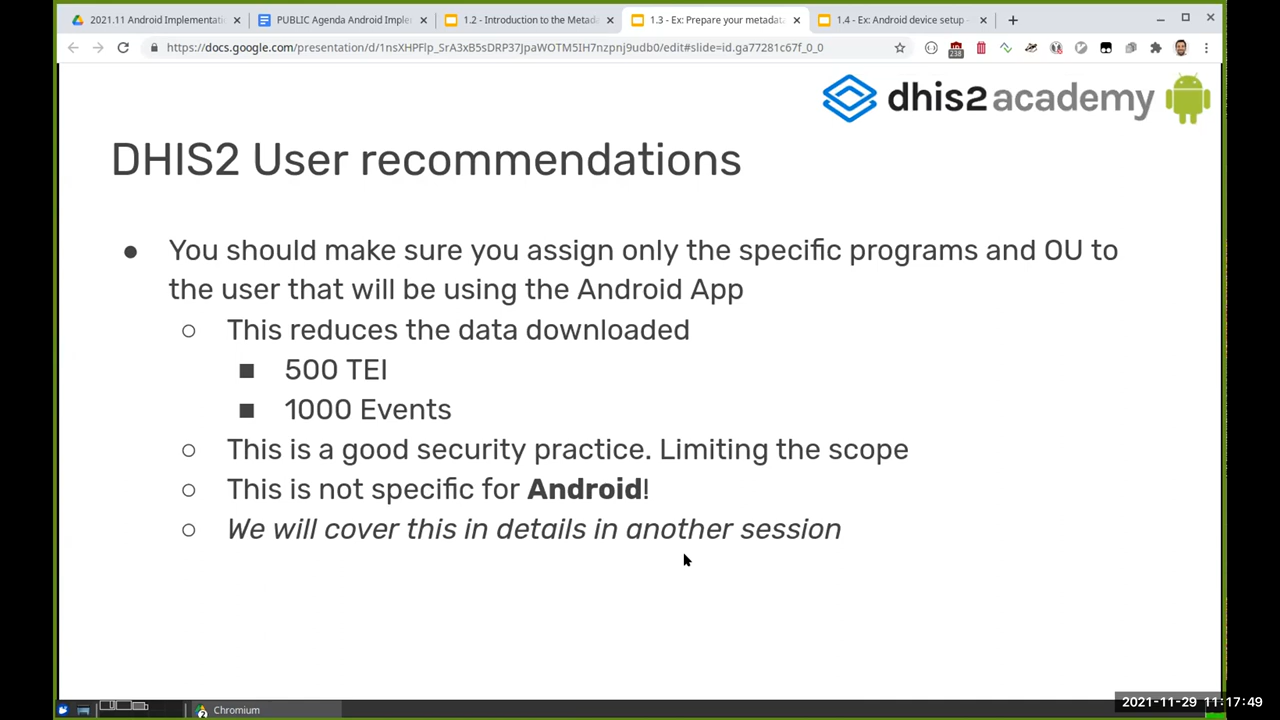 2021.11 Android Implementati
PUBLIC Agenda Android Imple
1.2 - Introduction to the Metad
1.3 - Ex: Prepare your metadat
1.4 - Ex: Android device setup -
https://docs.google.com/presentation/d/1nsXHPFlp_SrA3xB5sDRP37JpaWOTM5IH7nzpnj9udb0/edit#slide=id.ga77281c67f_0_0
238
dhis2 academy
DHIS2 User recommendations
● You should make sure you assign only the specific programs and OU to
the user that will be using the Android App
○ This reduces the data downloaded
■ 500 TEI
■ 1000 Events
○ This is a good security practice. Limiting the scope
○ This is not specific for Android!
○ We will cover this in details in another session
Chromium
2021-11-29 11:17:49